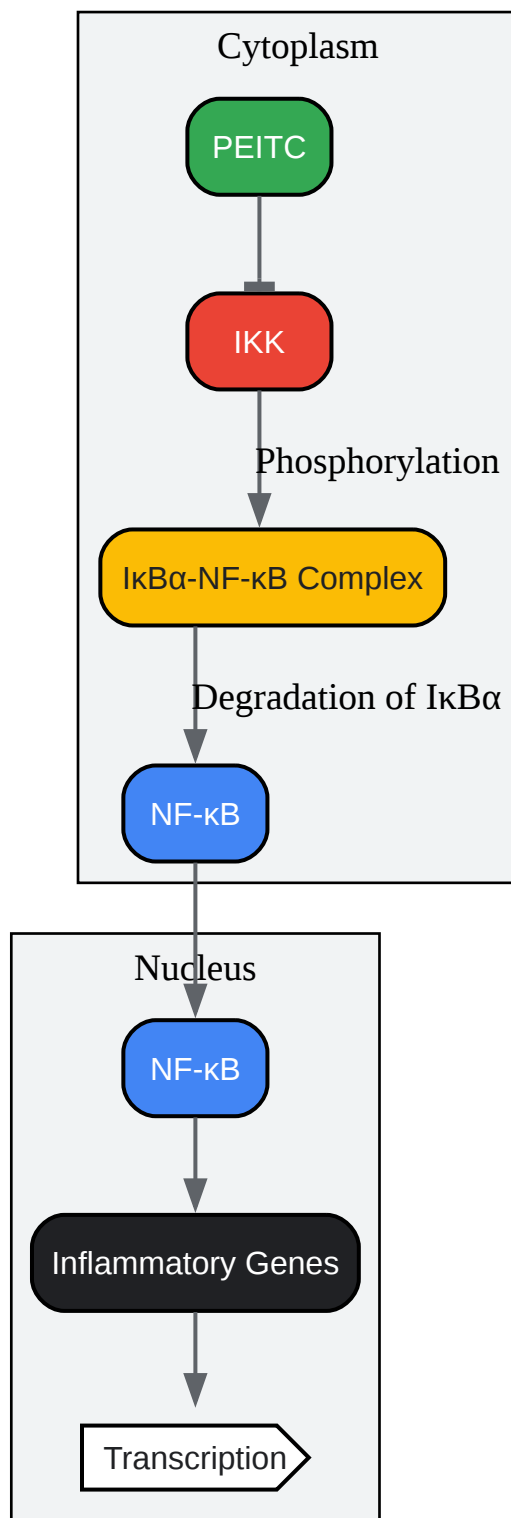 Cytoplasm
PEITC
IKK
Phosphorylation
IκBα-NF-κB Complex
Degradation of IκBα
NF-κB
Nucleus
NF-κB
Inflammatory Genes
Transcription